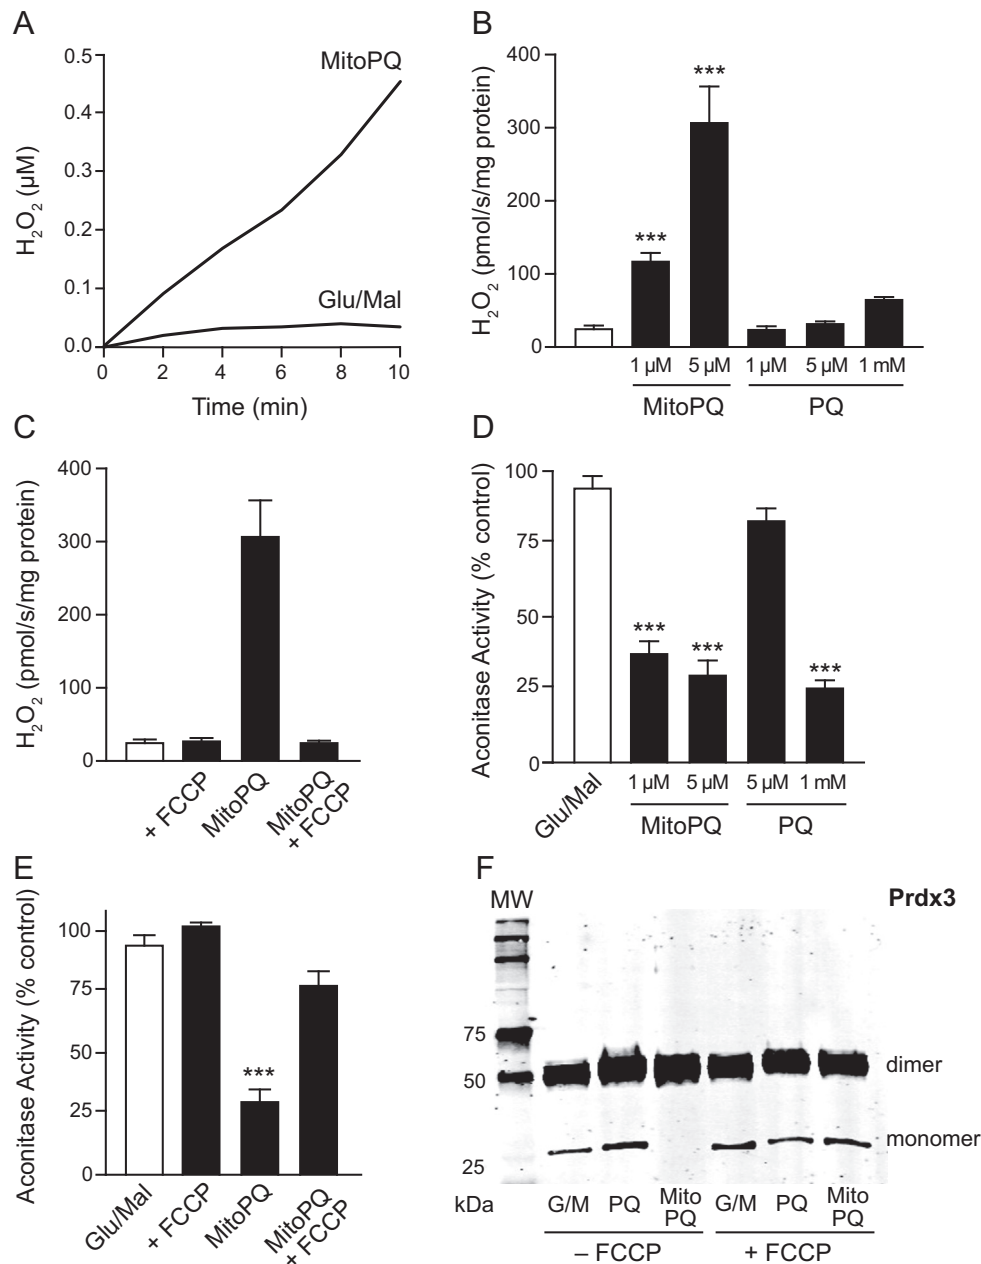 A
0.5
0.4
0.3
0.2
0.1
0.0
H2O2 (µM)
MitoPQ
Glu/Mal
0 2 4 6 8 10
Time (min)
B
400
300
200
100
0
H2O2 (pmol/s/mg protein)
***
***
1 µM 5 µM 1 µM 5 µM 1 mM
MitoPQ PQ
C
400
300
200
100
0
H2O2 (pmol/s/mg protein)
+ FCCP
MitoPQ
MitoPQ
+ FCCP
D
100
75
50
25
0
Aconitase Activity (% control)
***
***
***
Glu/Mal
1 µM 5 µM 5 µM 1 mM
MitoPQ PQ
E
100
75
50
25
0
Aconitase Activity (% control)
***
Glu/Mal
+ FCCP
MitoPQ
MitoPQ
+ FCCP
F
MW
Prdx3
75
50
25
kDa
dimer
monomer
G/M PQ Mito G/M PQ Mito
PQ PQ
– FCCP + FCCP